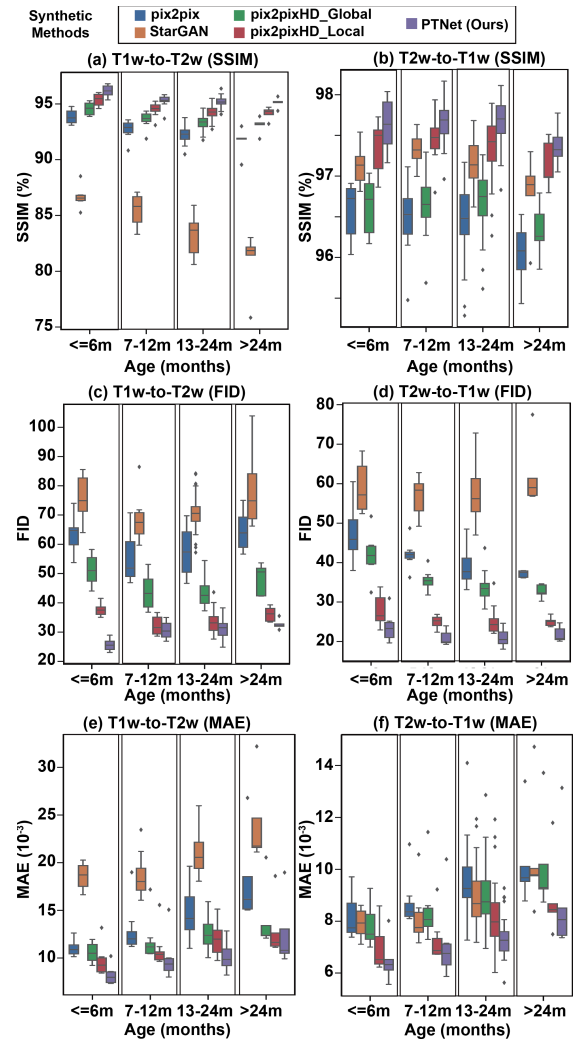 Synthetic Methods
pix2pix
StarGAN
pix2pixHD_Global
pix2pixHD_Local
PTNet (Ours)
(a) T1w-to-T2w (SSIM)
SSIM (%)
95
90
85
80
75
<=6m 7-12m 13-24m >24m
Age (months)
(b) T2w-to-T1w (SSIM)
SSIM (%)
98
97
96
<=6m 7-12m 13-24m >24m
Age (months)
(c) T1w-to-T2w (FID)
FID
100
90
80
70
60
50
40
30
20
<=6m 7-12m 13-24m >24m
Age (months)
(d) T2w-to-T1w (FID)
FID
80
70
60
50
40
30
20
<=6m 7-12m 13-24m >24m
Age (months)
(e) T1w-to-T2w (MAE)
MAE (10⁻³)
30
25
20
15
10
<=6m 7-12m 13-24m >24m
Age (months)
(f) T2w-to-T1w (MAE)
MAE (10⁻³)
14
12
10
8
6
<=6m 7-12m 13-24m >24m
Age (months)